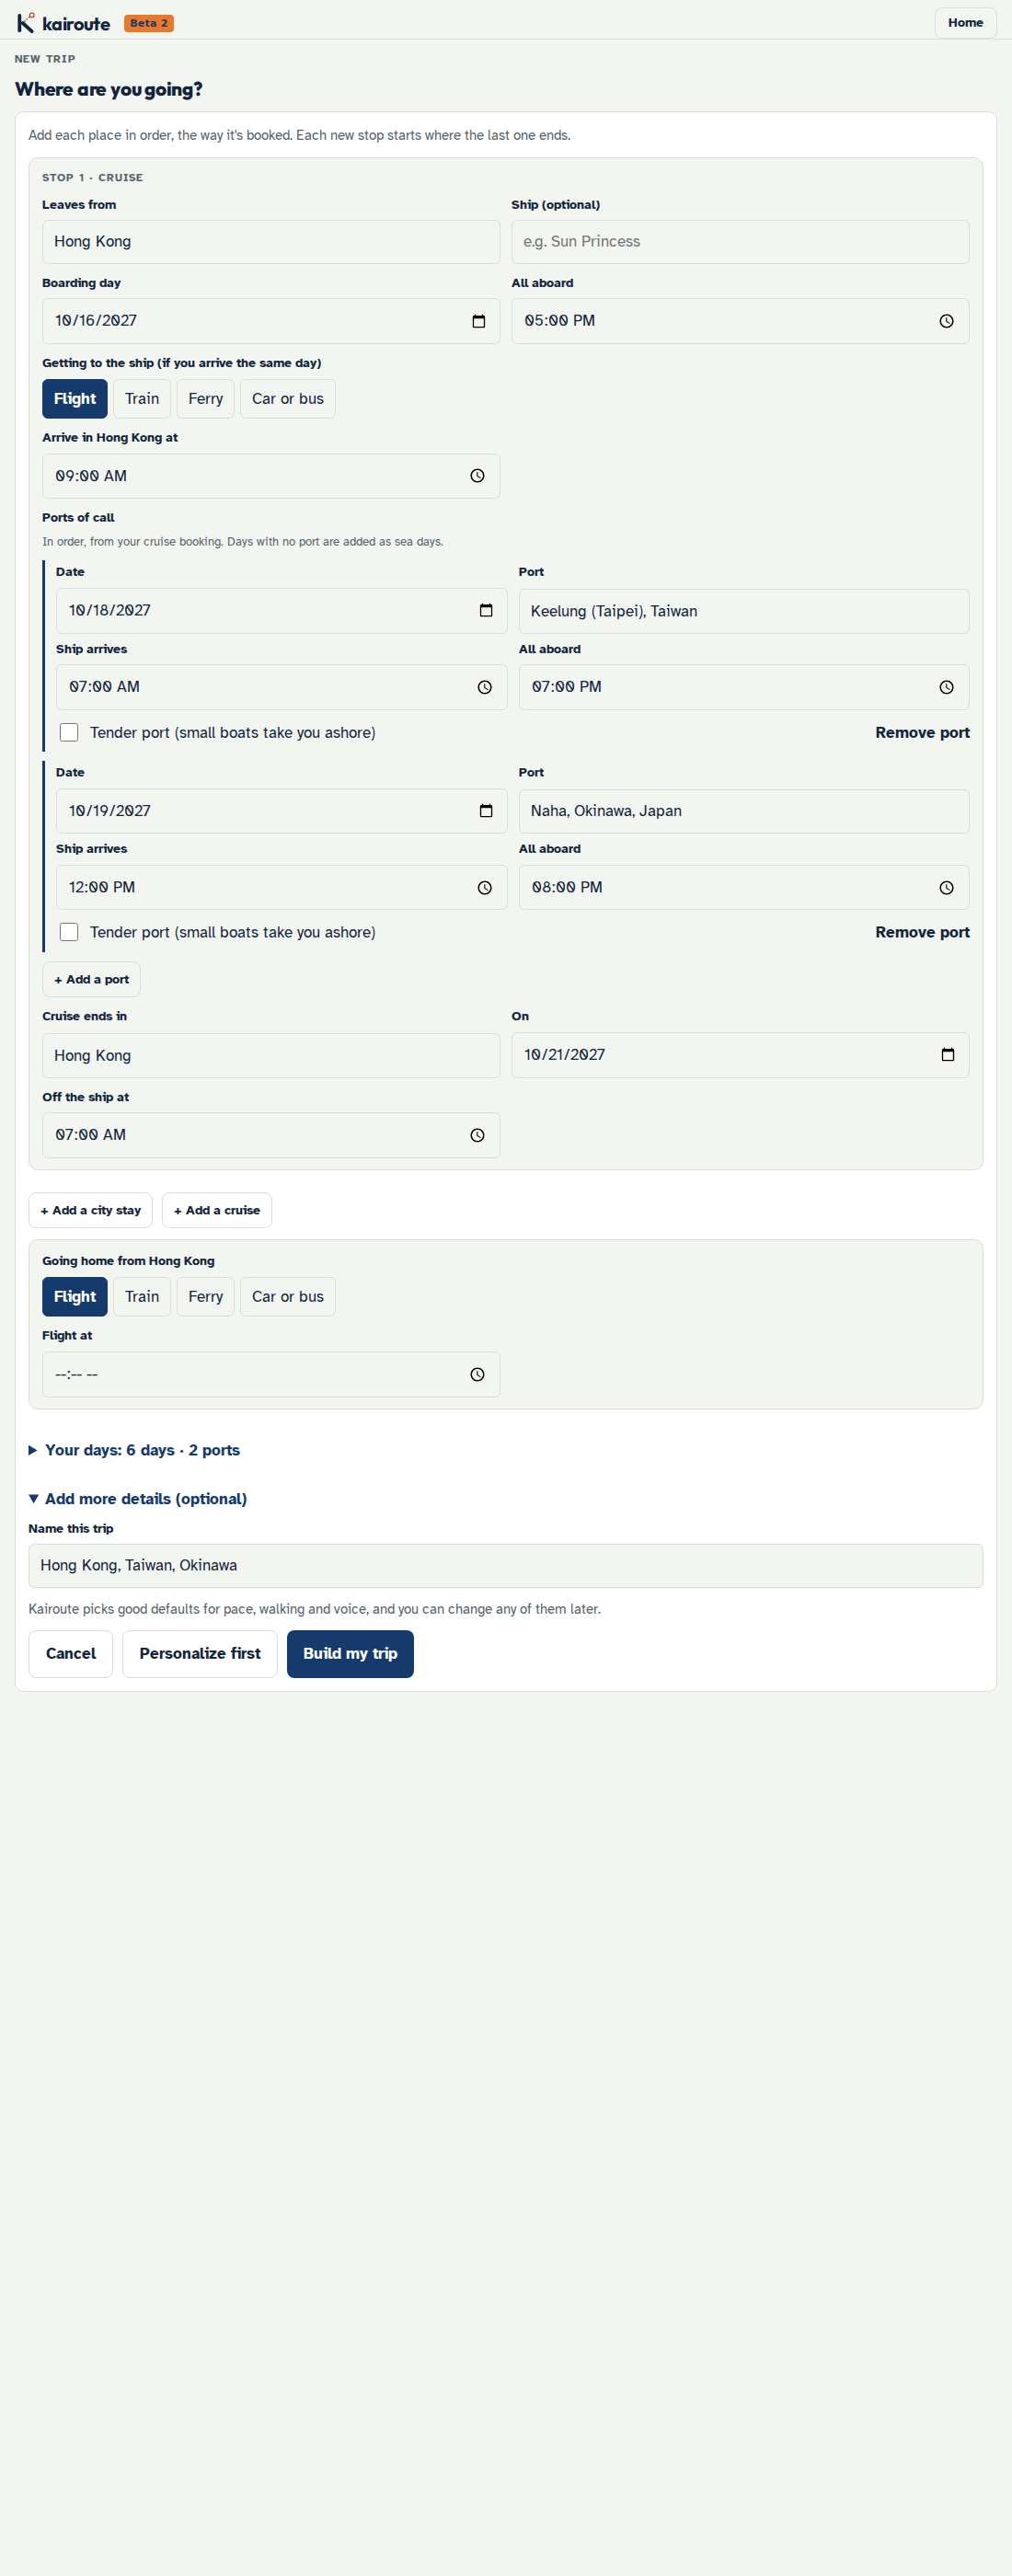 kairoute Beta 2 Home
NEW TRIP
Where are you going?
Add each place in order, the way it's booked. Each new stop starts where the last one ends.
STOP 1 · CRUISE
Leaves from Ship (optional)
Hong Kong e.g. Sun Princess
Boarding day All aboard
10/16/2027 05:00 PM
Getting to the ship (if you arrive the same day)
Flight Train Ferry Car or bus
Arrive in Hong Kong at
09:00 AM
Ports of call
In order, from your cruise booking. Days with no port are added as sea days.
Date Port
10/18/2027 Keelung (Taipei), Taiwan
Ship arrives All aboard
07:00 AM 07:00 PM
Tender port (small boats take you ashore) Remove port
Date Port
10/19/2027 Naha, Okinawa, Japan
Ship arrives All aboard
12:00 PM 08:00 PM
Tender port (small boats take you ashore) Remove port
+ Add a port
Cruise ends in On
Hong Kong 10/21/2027
Off the ship at
07:00 AM
+ Add a city stay + Add a cruise
Going home from Hong Kong
Flight Train Ferry Car or bus
Flight at
--:-- --
Your days: 6 days · 2 ports
Add more details (optional)
Name this trip
Hong Kong, Taiwan, Okinawa
Kairoute picks good defaults for pace, walking and voice, and you can change any of them later.
Cancel Personalize first Build my trip